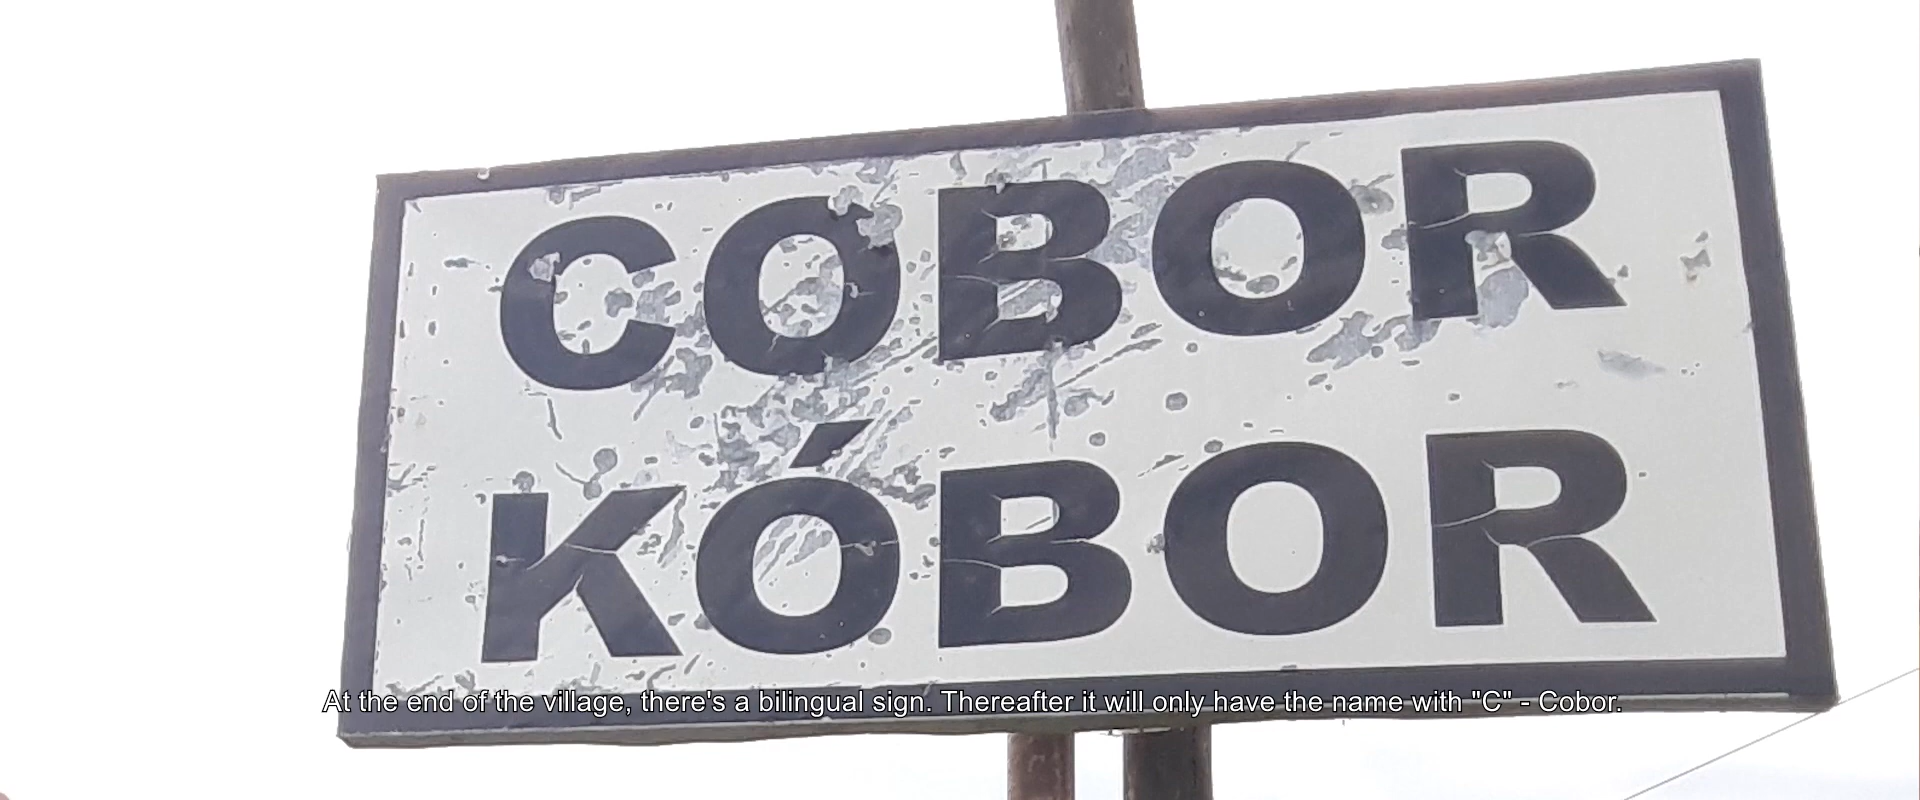 COBOR
KÓBOR
At the end of the village, there's a bilingual sign. Thereafter it will only have the name with "C" - Cobor.